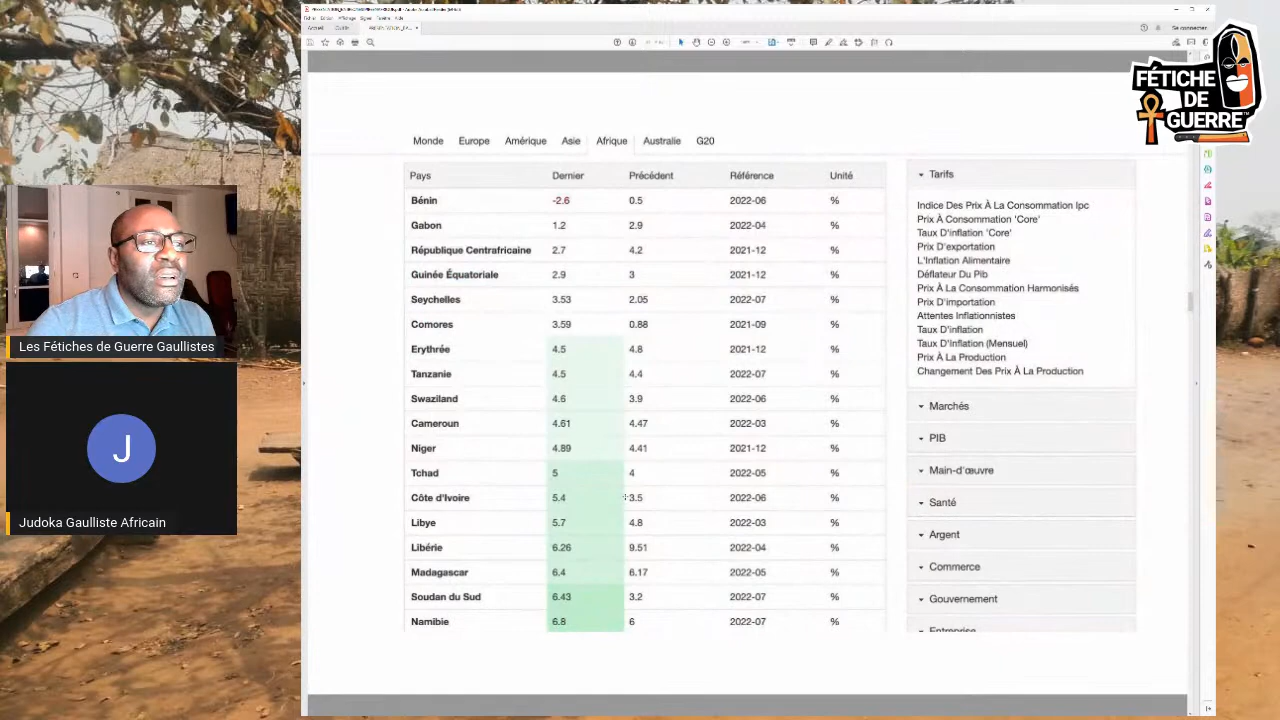 Accueil
Outils
Se connecter
FÉTICHE
DE
GUERRE
Monde Europe Amérique Asie Afrique Australie G20
Pays Dernier Précédent Référence Unité
Bénin -2.6 0.5 2022-06 %
Gabon 1.2 2.9 2022-04 %
République Centrafricaine 2.7 4.2 2021-12 %
Guinée Équatoriale 2.9 3 2021-12 %
Seychelles 3.53 2.05 2022-07 %
Comores 3.59 0.88 2021-09 %
Erythrée 4.5 4.8 2021-12 %
Tanzanie 4.5 4.4 2022-07 %
Swaziland 4.6 3.9 2022-06 %
Cameroun 4.61 4.47 2022-03 %
Niger 4.89 4.41 2021-12 %
Tchad 5 4 2022-05 %
Côte d'Ivoire 5.4 3.5 2022-06 %
Libye 5.7 4.8 2022-03 %
Libérie 6.26 9.51 2022-04 %
Madagascar 6.4 6.17 2022-05 %
Soudan du Sud 6.43 3.2 2022-07 %
Namibie 6.8 6 2022-07 %
Tarifs
Indice Des Prix À La Consommation Ipc
Prix À Consommation 'Core'
Taux D'inflation 'Core'
Prix D'exportation
L'Inflation Alimentaire
Déflateur Du Pib
Prix À La Consommation Harmonisés
Prix D'importation
Attentes Inflationnistes
Taux D'inflation
Taux D'Inflation (Mensuel)
Prix À La Production
Changement Des Prix À La Production
Marchés
PIB
Main-d'œuvre
Santé
Argent
Commerce
Gouvernement
Entreprise
Les Fétiches de Guerre Gaullistes
J
Judoka Gaulliste Africain